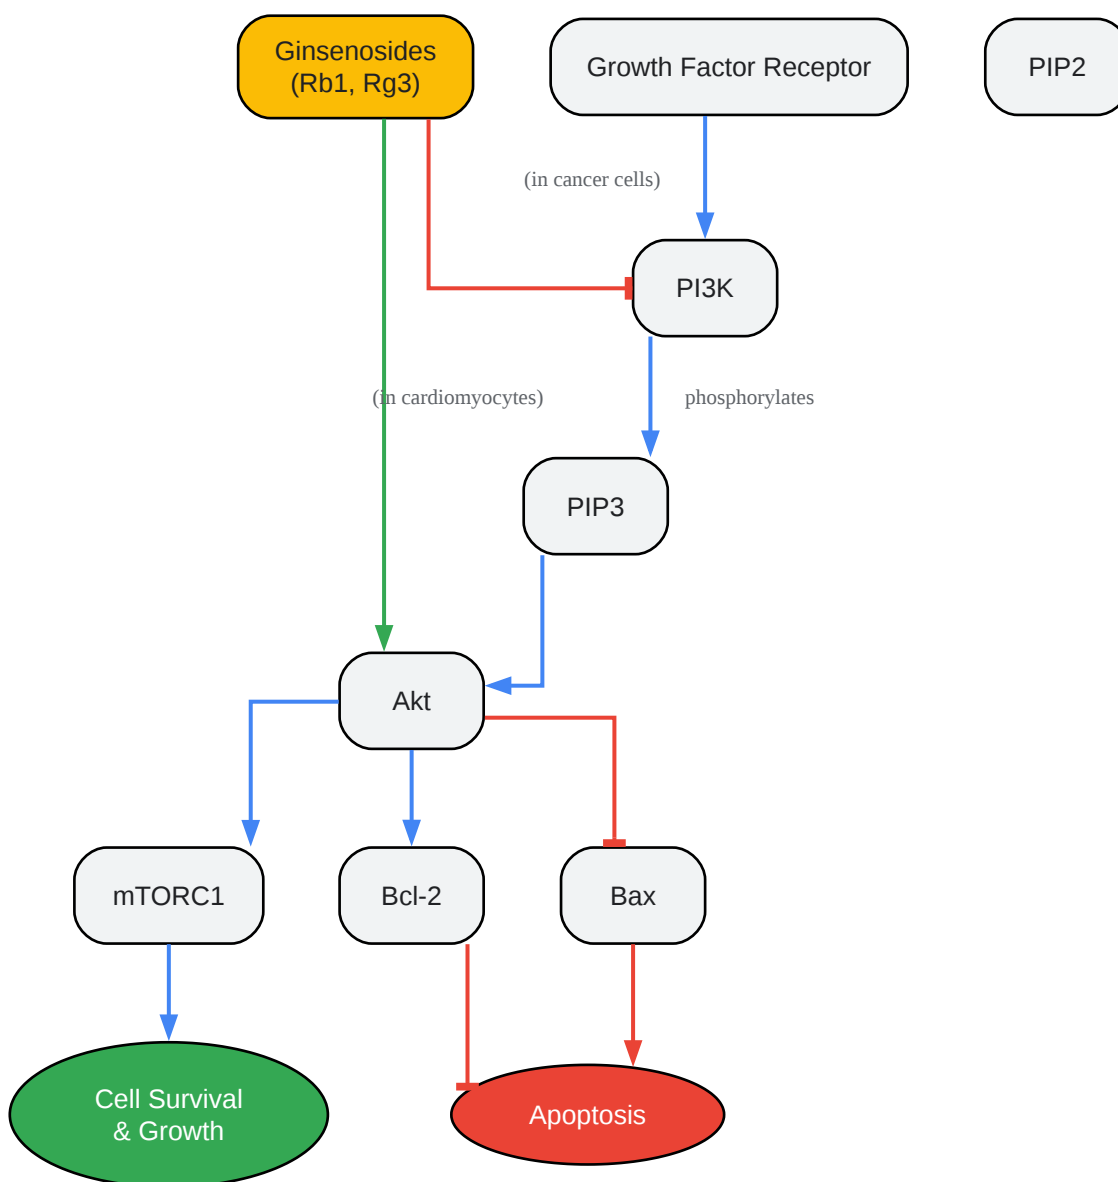 Ginsenosides
(Rb1, Rg3)
Growth Factor Receptor
PIP2
(in cancer cells)
PI3K
(in cardiomyocytes)
phosphorylates
PIP3
Akt
mTORC1
Bcl-2
Bax
Cell Survival
& Growth
Apoptosis